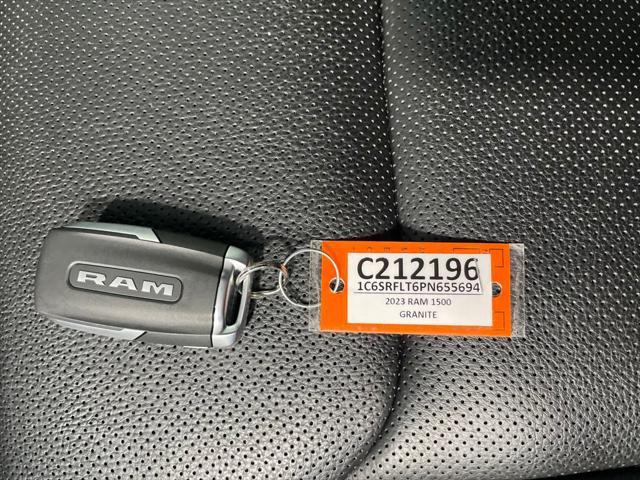 RAM
C212196
1C6SRFLT6PN655694
2023 RAM 1500
GRANITE